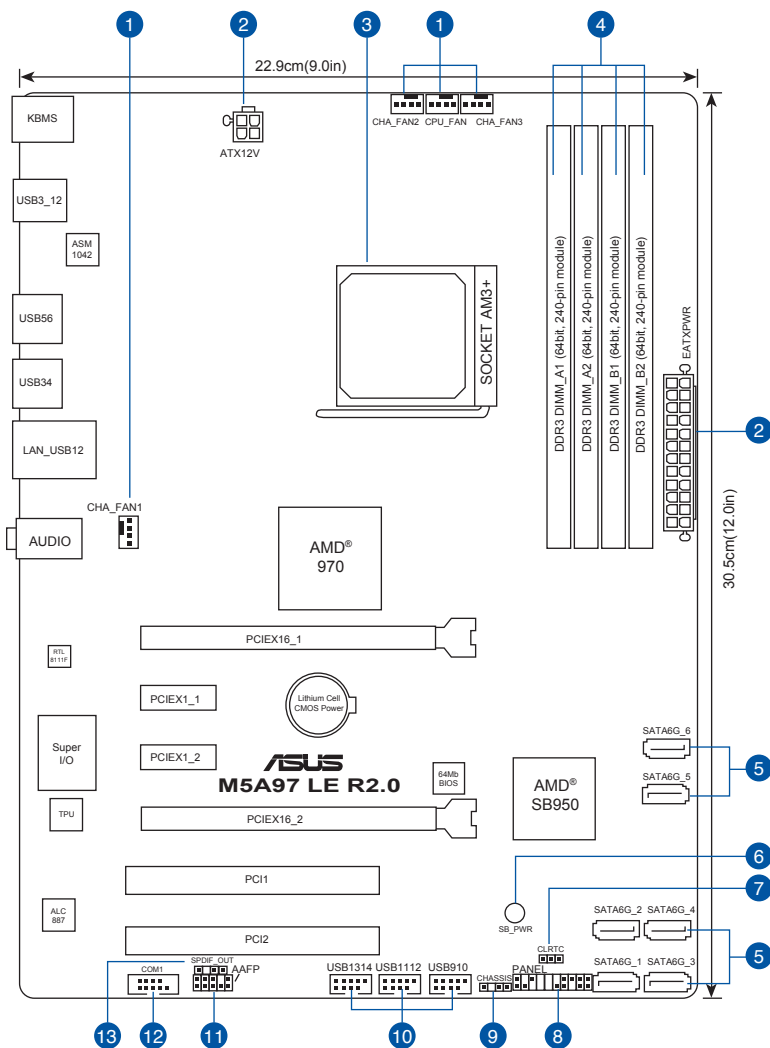 1
2
3
1
4
22.9cm(9.0in)
KBMS
CHA_FAN2
CPU_FAN
CHA_FAN3
ATX12V
USB3_12
ASM
1042
SOCKET AM3+
DDR3 DIMM_A1 (64bit, 240-pin module)
DDR3 DIMM_A2 (64bit, 240-pin module)
DDR3 DIMM_B1 (64bit, 240-pin module)
DDR3 DIMM_B2 (64bit, 240-pin module)
EATXPWR
USB56
USB34
2
LAN_USB12
CHA_FAN1
AUDIO
AMD®
970
30.5cm(12.0in)
PCIEX16_1
RTL
8111F
PCIEX1_1
Lithium Cell
CMOS Power
Super
I/O
PCIEX1_2
ASUS
M5A97 LE R2.0
64Mb
BIOS
AMD®
SB950
SATA6G_6
SATA6G_5
5
TPU
PCIEX16_2
6
PCI1
7
ALC
887
SB_PWR
SATA6G_2
SATA6G_4
PCI2
CLRTC
5
SPDIF_OUT
COM1
AAFP
USB1314
USB1112
USB910
CHASSIS
PANEL
SATA6G_1
SATA6G_3
13
12
11
10
9
8